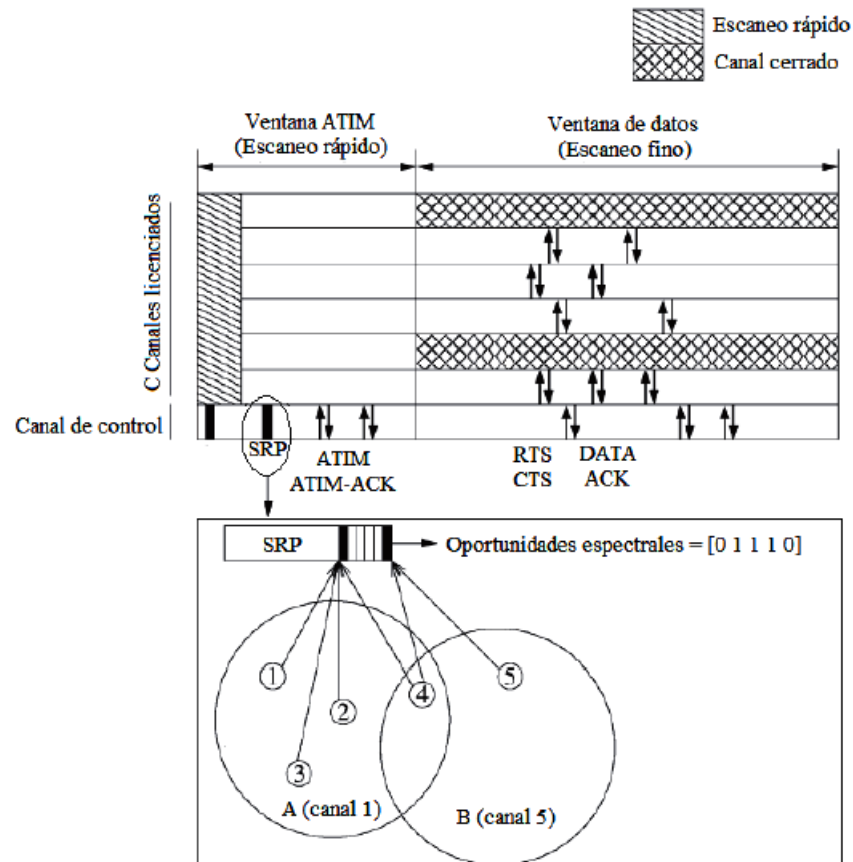 Escaneo rápido
Canal cerrado
Ventana ATIM
(Escaneo rápido)
Ventana de datos
(Escaneo fino)
C Canales licenciados
Canal de control
SRP
ATIM
ATIM-ACK
RTS
CTS
DATA
ACK
SRP
Oportunidades espectrales = [0 1 1 1 0]
1
2
3
4
5
A (canal 1)
B (canal 5)